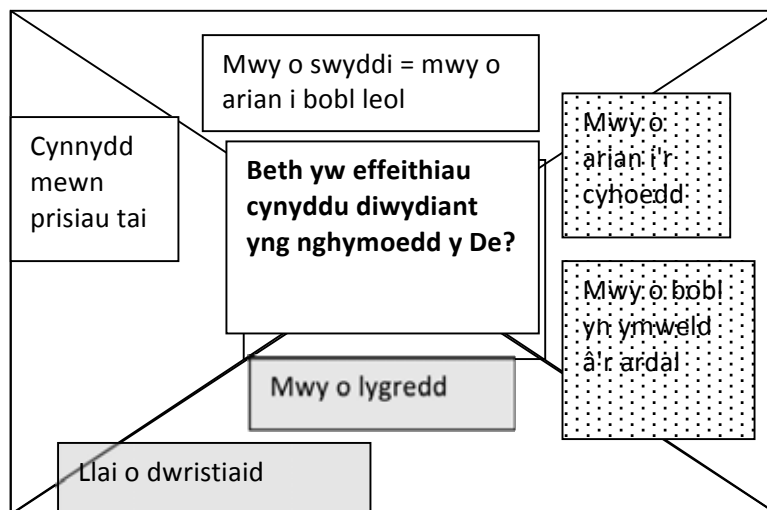 Mwy o swyddi = mwy o
arian i bobl leol
Cynnydd
mewn
prisiau tai
Beth yw effeithiau
cynyddu diwydiant
yng nghymoedd y De?
Mwy o
arian i'r
cyhoedd
Mwy o bobl
yn ymweld
â'r ardal
Mwy o lygredd
Llai o dwristiaid